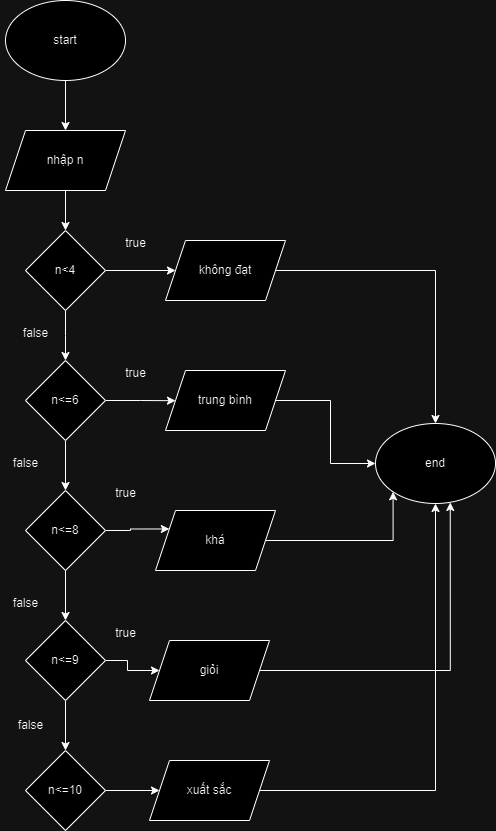 start
nhập n
n<4
true
không đạt
false
n<=6
true
trung bình
end
false
n<=8
true
khá
false
n<=9
true
giỏi
false
n<=10
xuất sắc